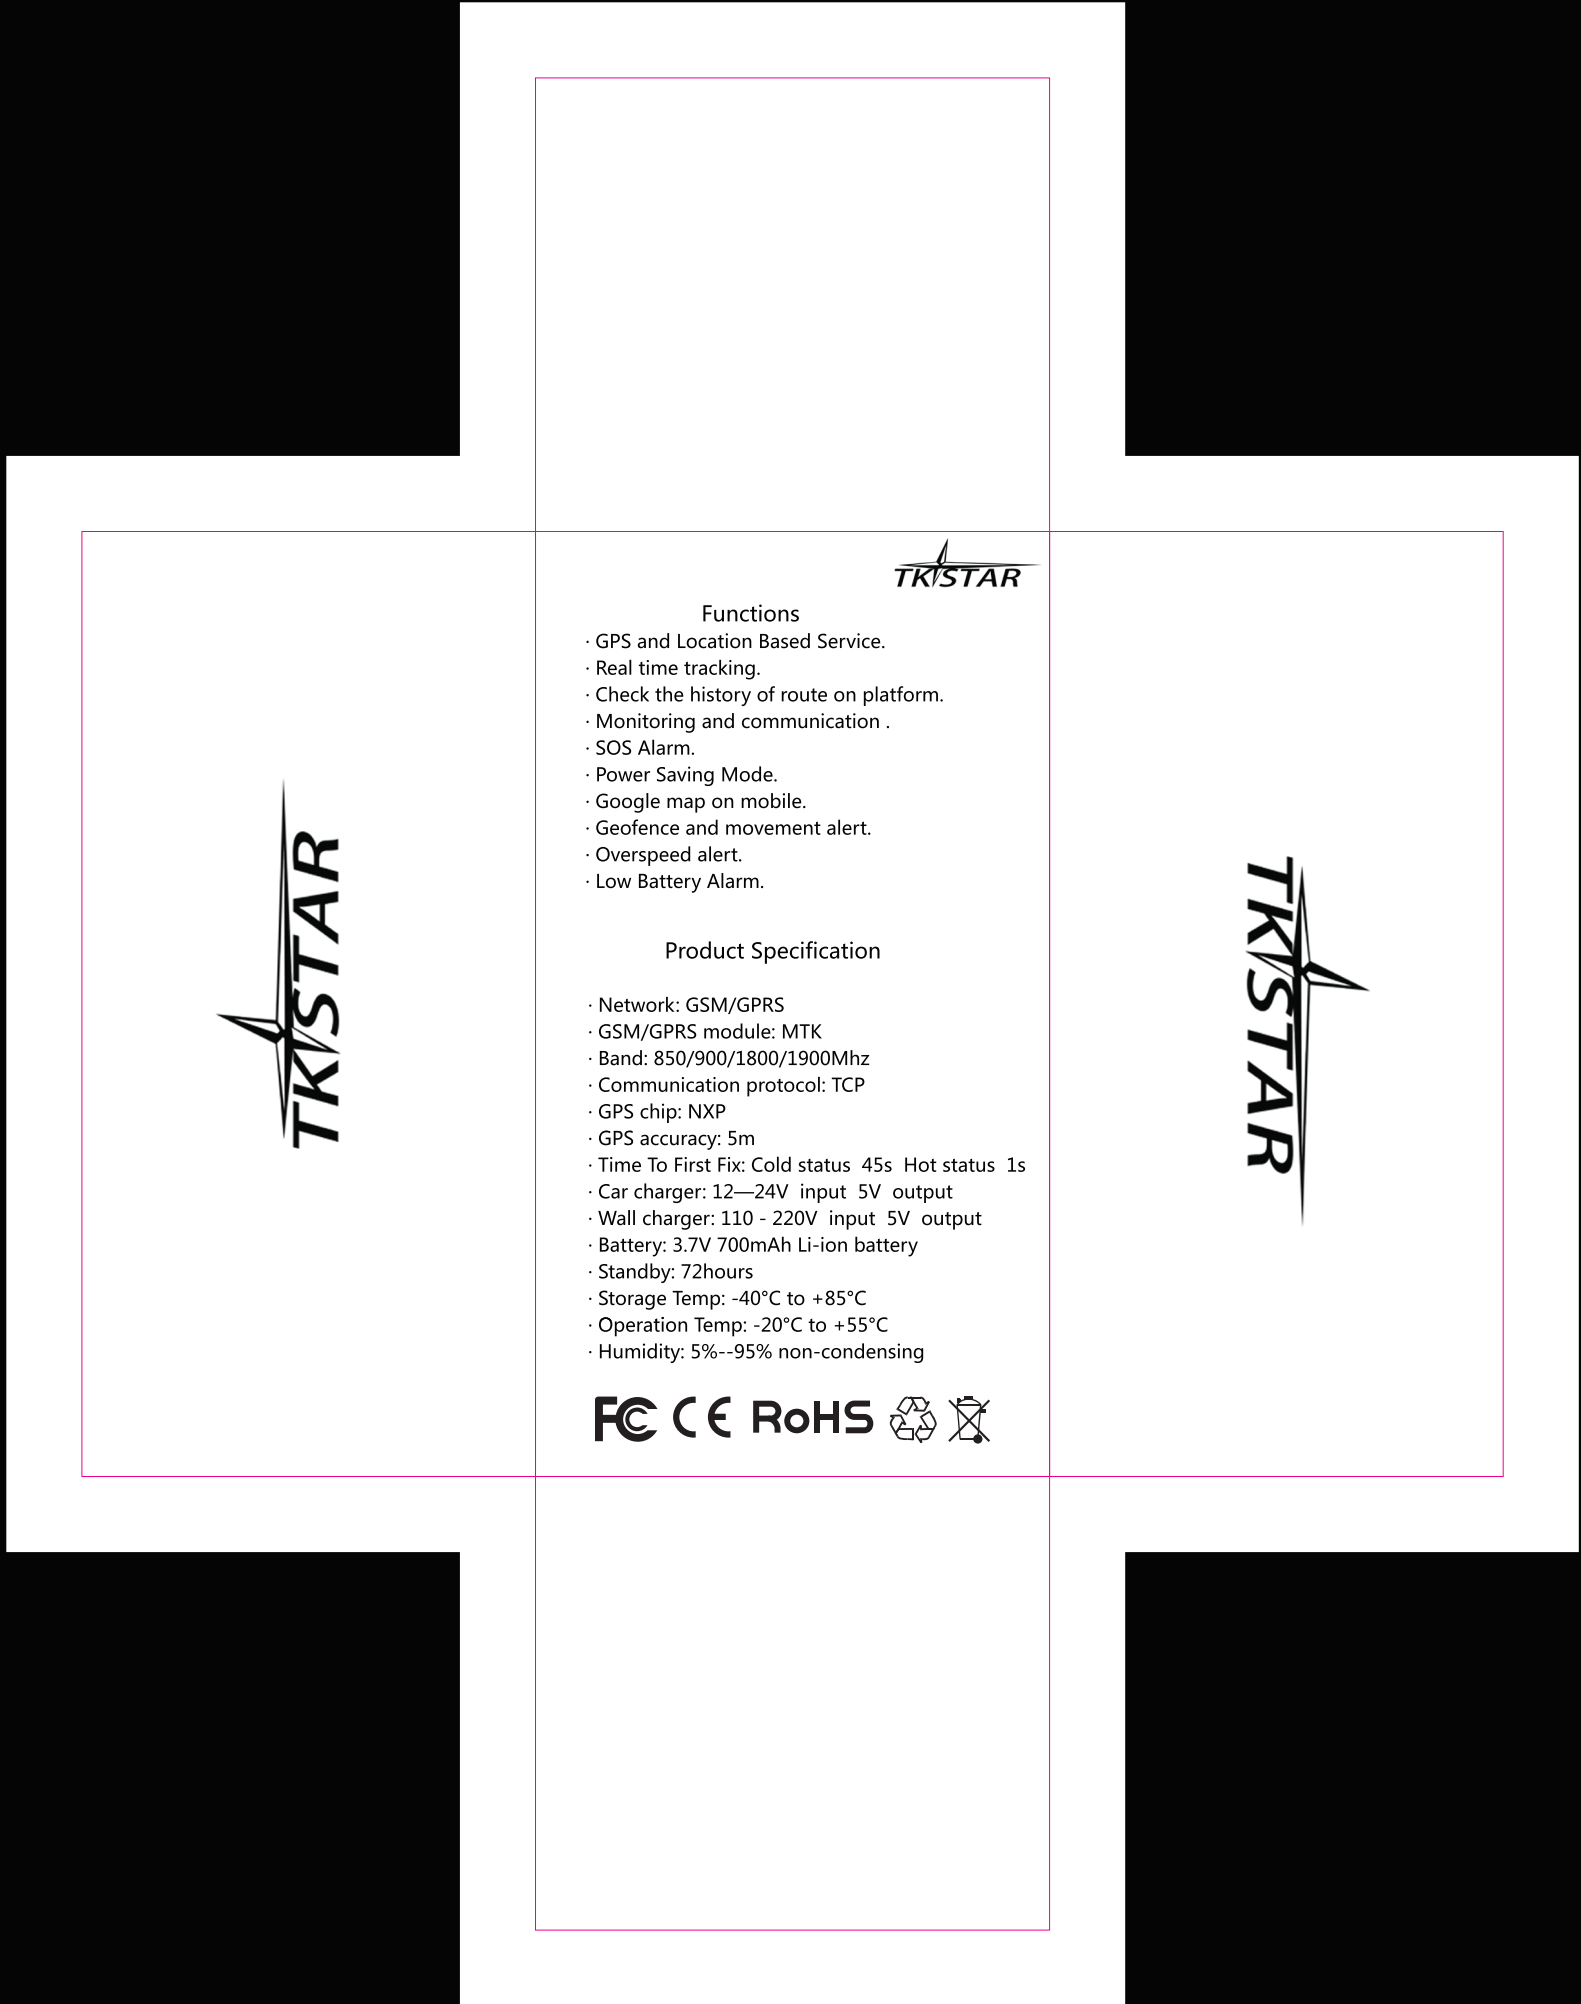 TKSTAR
Functions
· GPS and Location Based Service.
· Real time tracking.
· Check the history of route on platform.
· Monitoring and communication .
· SOS Alarm.
· Power Saving Mode.
· Google map on mobile.
· Geofence and movement alert.
· Overspeed alert.
· Low Battery Alarm.
Product Specification
· Network: GSM/GPRS
· GSM/GPRS module: MTK
· Band: 850/900/1800/1900Mhz
· Communication protocol: TCP
· GPS chip: NXP
· GPS accuracy: 5m
· Time To First Fix: Cold status  45s  Hot status  1s
· Car charger: 12—24V  input  5V  output
· Wall charger: 110 - 220V  input  5V  output
· Battery: 3.7V 700mAh Li-ion battery
· Standby: 72hours
· Storage Temp: -40°C to +85°C
· Operation Temp: -20°C to +55°C
· Humidity: 5%--95% non-condensing
FC CE RoHS
TKSTAR
TKSTAR